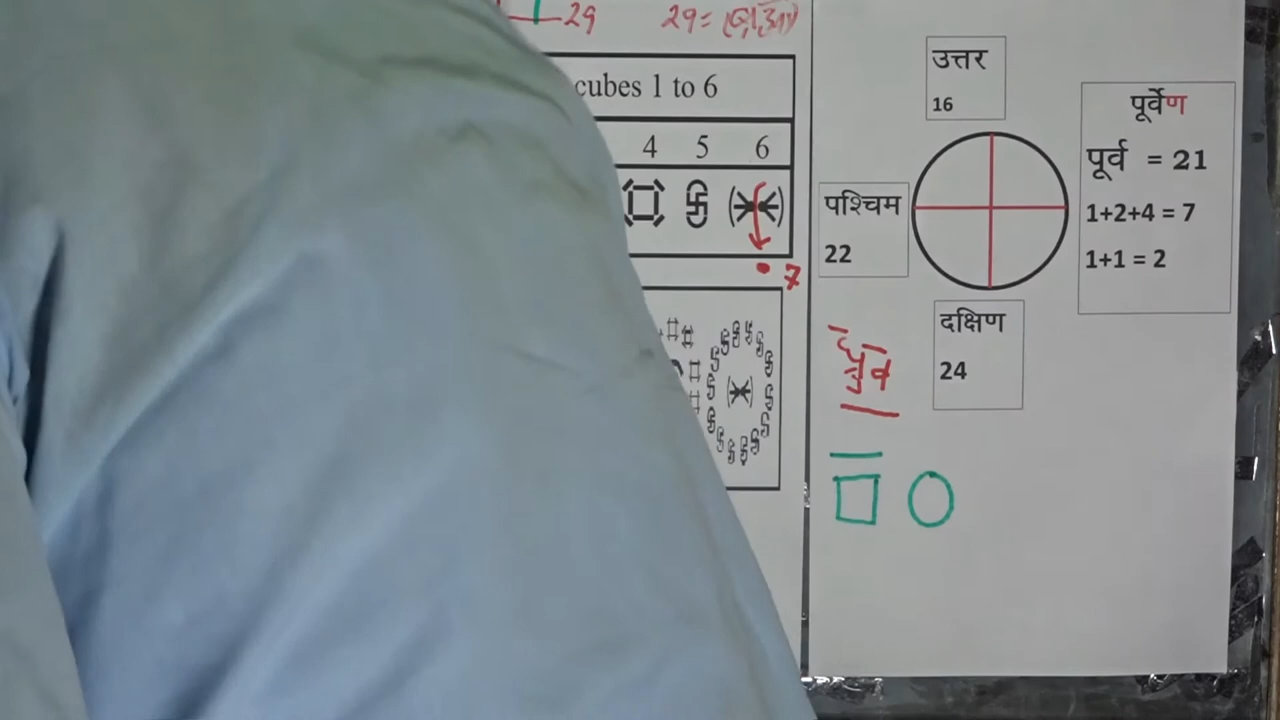 29 29=
cubes 1 to 6
4 5 6
7
उत्तर
16
पूर्वेण
पूर्व = 21
1+2+4 = 7
1+1 = 2
पश्चिम
22
दक्षिण
24